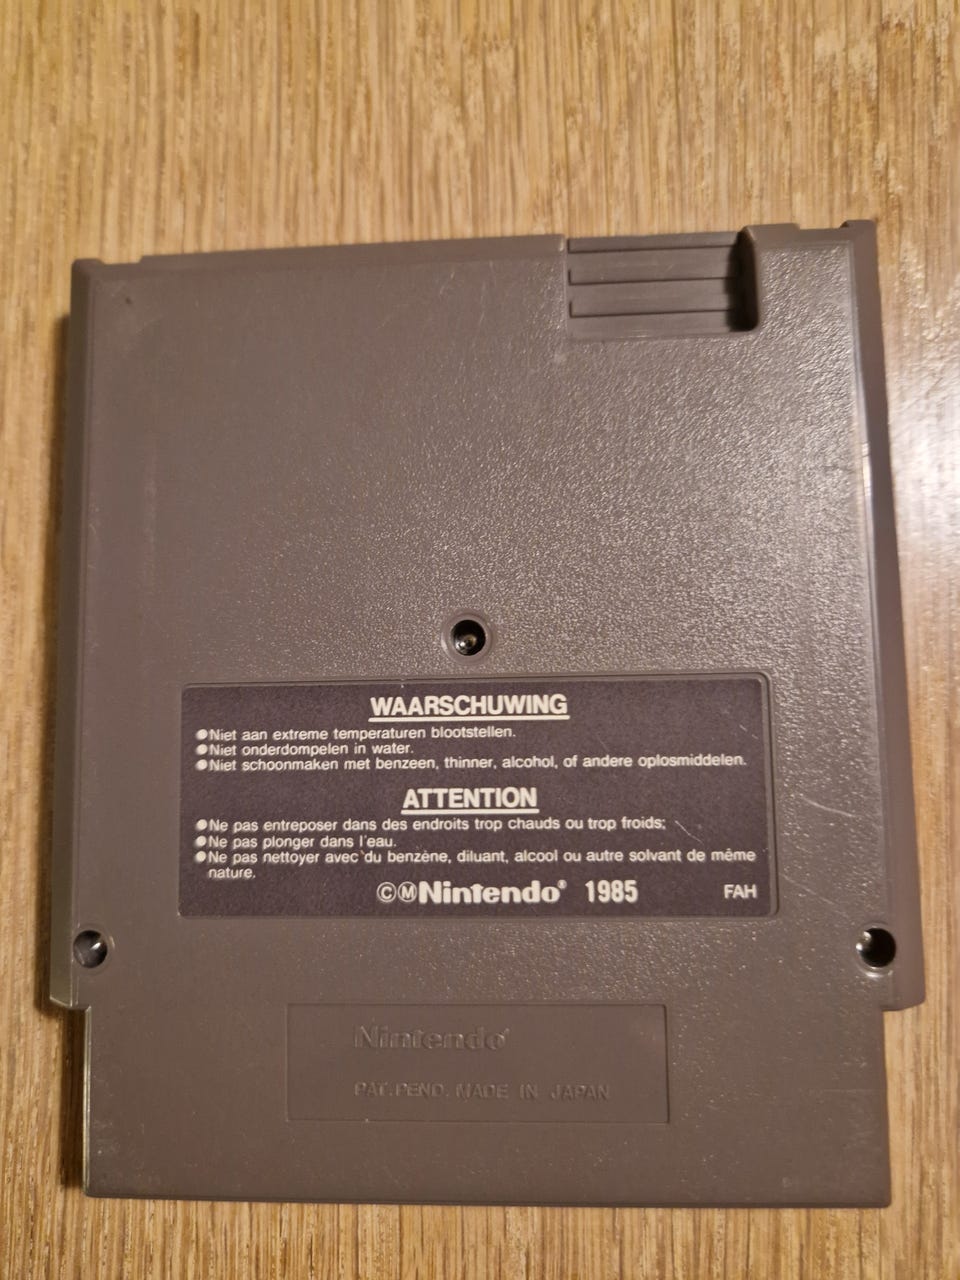 WAARSCHUWING
●Niet aan extreme temperaturen blootstellen.
●Niet onderdompelen in water.
●Niet schoonmaken met benzeen, thinner, alcohol, of andere oplosmiddelen.
ATTENTION
●Ne pas entreposer dans des endroits trop chauds ou trop froids;
●Ne pas plonger dans l'eau.
●Ne pas nettoyer avec du benzène, diluant, alcool ou autre solvant de même
nature.
©ⓂNintendo® 1985 FAH
Nintendo®
PAT.PEND. MADE IN JAPAN